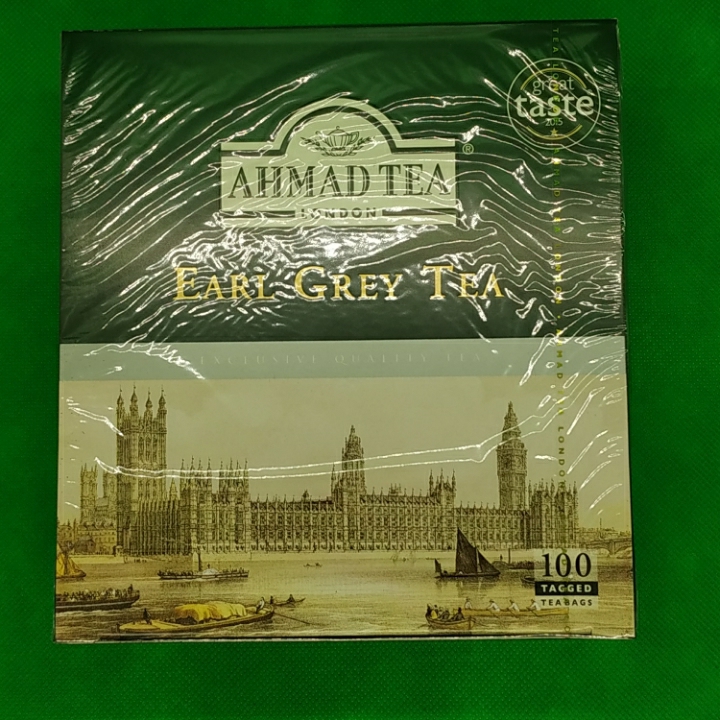 great
taste
2015
AHMAD TEA ®
LONDON
EARL GREY TEA
EXCLUSIVE QUALITY TEA
100
TAGGED
TEABAGS